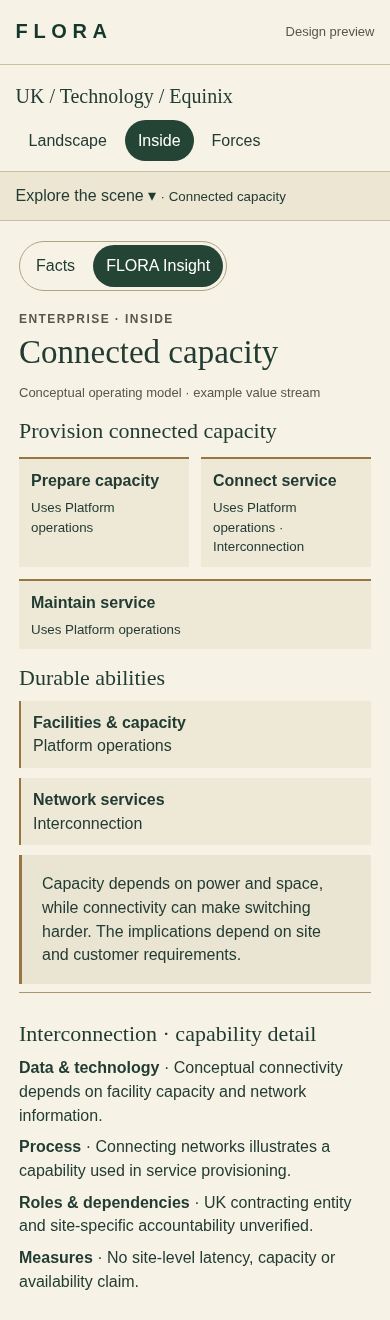 FLORA
Design preview
UK / Technology / Equinix
Landscape
Inside
Forces
Explore the scene ▾ · Connected capacity
Facts
FLORA Insight
ENTERPRISE · INSIDE
Connected capacity
Conceptual operating model · example value stream
Provision connected capacity
Prepare capacity
Uses Platform
operations
Connect service
Uses Platform
operations ·
Interconnection
Maintain service
Uses Platform operations
Durable abilities
Facilities & capacity
Platform operations
Network services
Interconnection
Capacity depends on power and space,
while connectivity can make switching
harder. The implications depend on site
and customer requirements.
Interconnection · capability detail
Data & technology · Conceptual connectivity
depends on facility capacity and network
information.
Process · Connecting networks illustrates a
capability used in service provisioning.
Roles & dependencies · UK contracting entity
and site-specific accountability unverified.
Measures · No site-level latency, capacity or
availability claim.